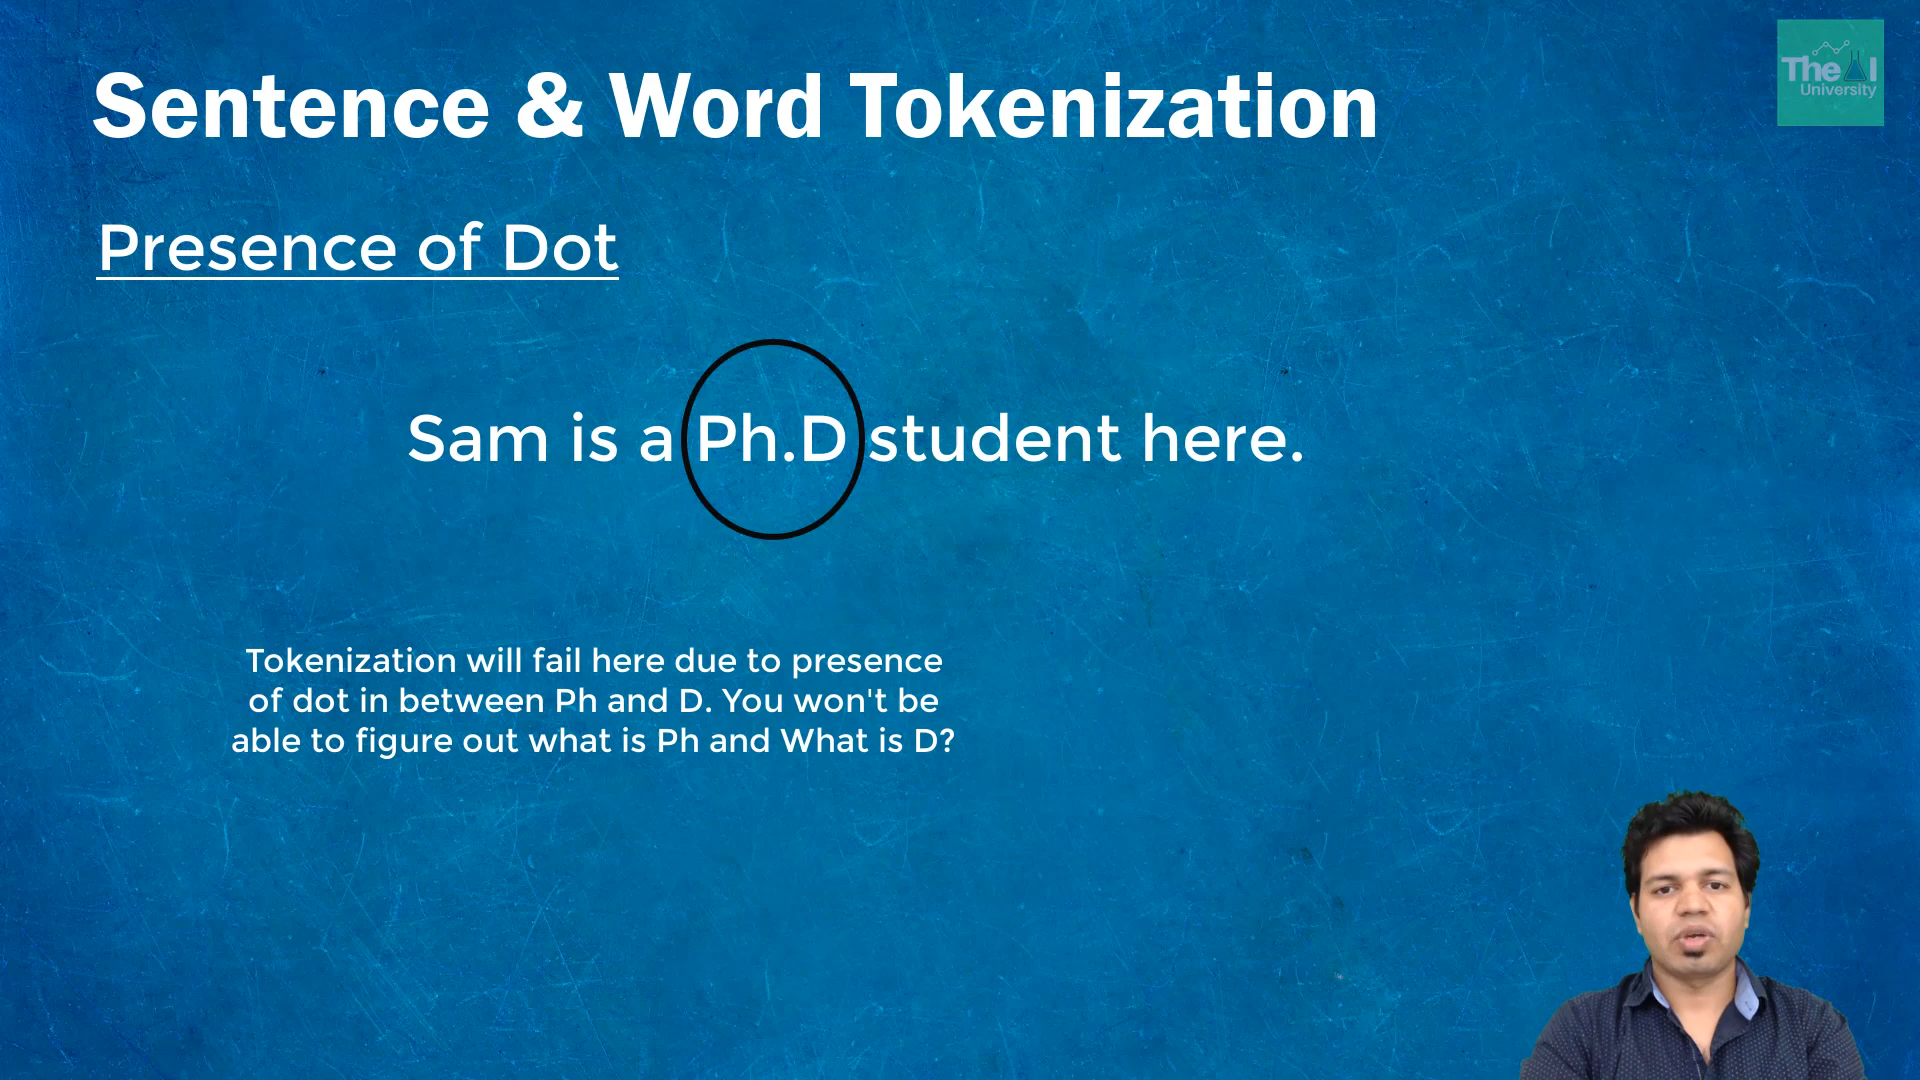 Sentence & Word Tokenization
The AI
University
Presence of Dot
Sam is a Ph.D student here.
Tokenization will fail here due to presence
of dot in between Ph and D. You won't be
able to figure out what is Ph and What is D?